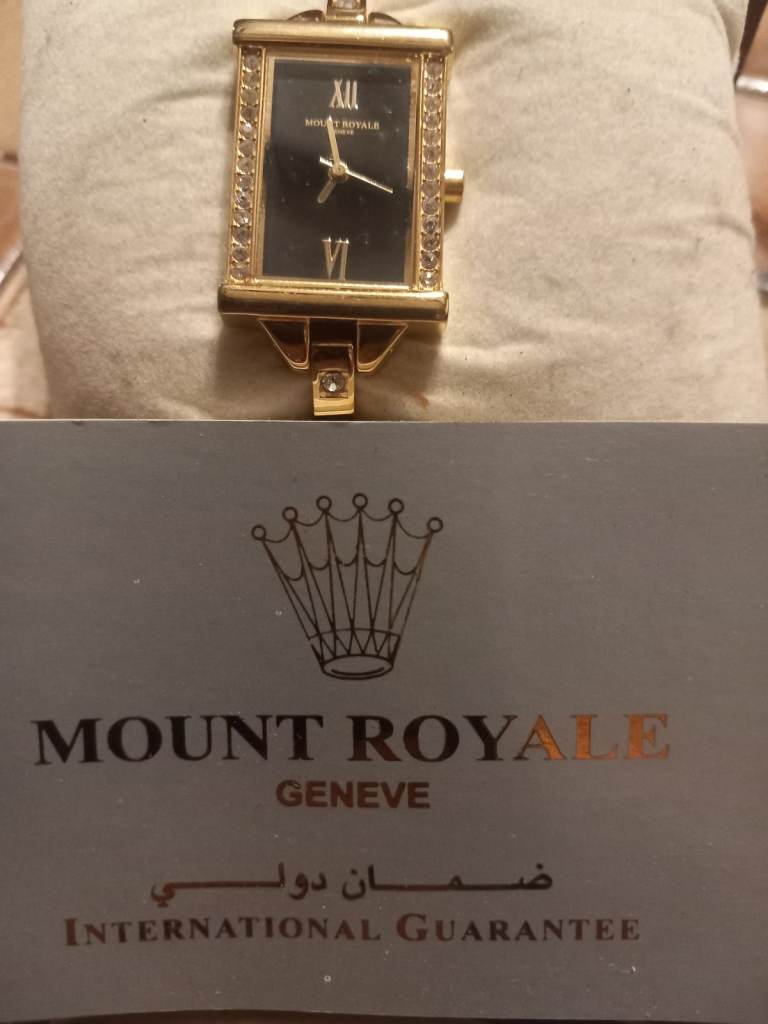 XII
MOUNT ROYALE
GENEVE
VI
MOUNT ROYALE
GENEVE
ضمان دولي
INTERNATIONAL GUARANTEE